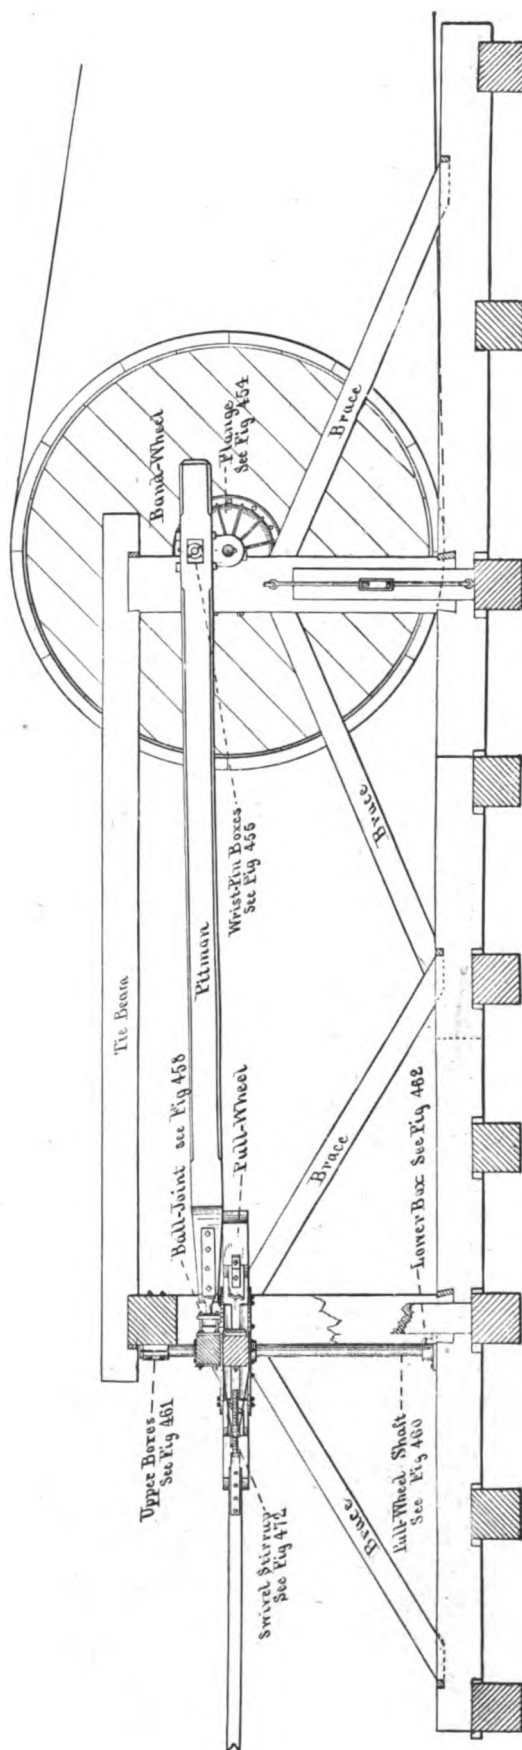 Tie Beam
Upper Boxes
See Fig 461
Ball-Joint see Fig 458
Pitman
Band-Wheel
Pull-Wheel
Wrist-Pin Boxes
See Fig 455
Flange
See Fig 454
Swivel Stirrup
See Fig 472
Brace
Brace
Brace
Brace
Pull-Wheel Shaft
See Fig 460
Lower Box See Fig 462